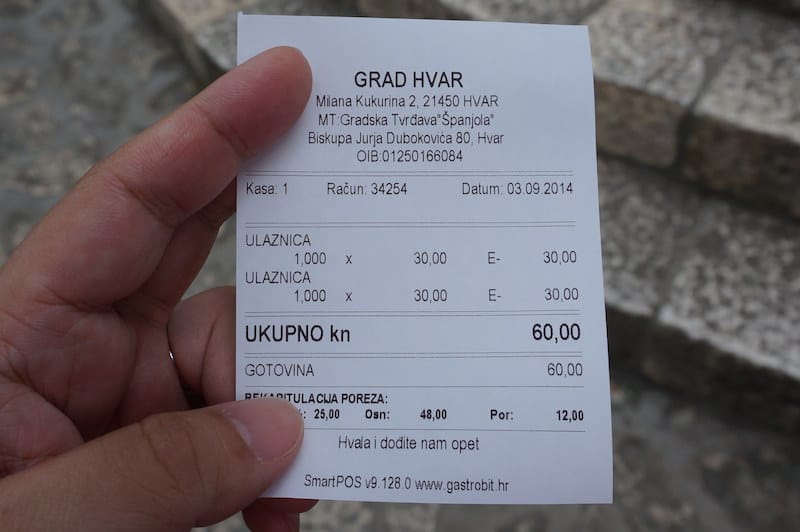 GRAD HVAR
Milana Kukurina 2, 21450 HVAR
MT:Gradska Tvrđava"Španjola"
Biskupa Jurja Dubokovića 80, Hvar
OIB:01250166084
Kasa: 1 Račun: 34254 Datum: 03.09.2014
ULAZNICA
1,000 x 30,00 E- 30,00
ULAZNICA
1,000 x 30,00 E- 30,00
UKUPNO kn 60,00
GOTOVINA 60,00
REKAPITULACIJA POREZA:
25,00 Osn: 48,00 Por: 12,00
Hvala i dođite nam opet
SmartPOS v9.128.0 www.gastrobit.hr